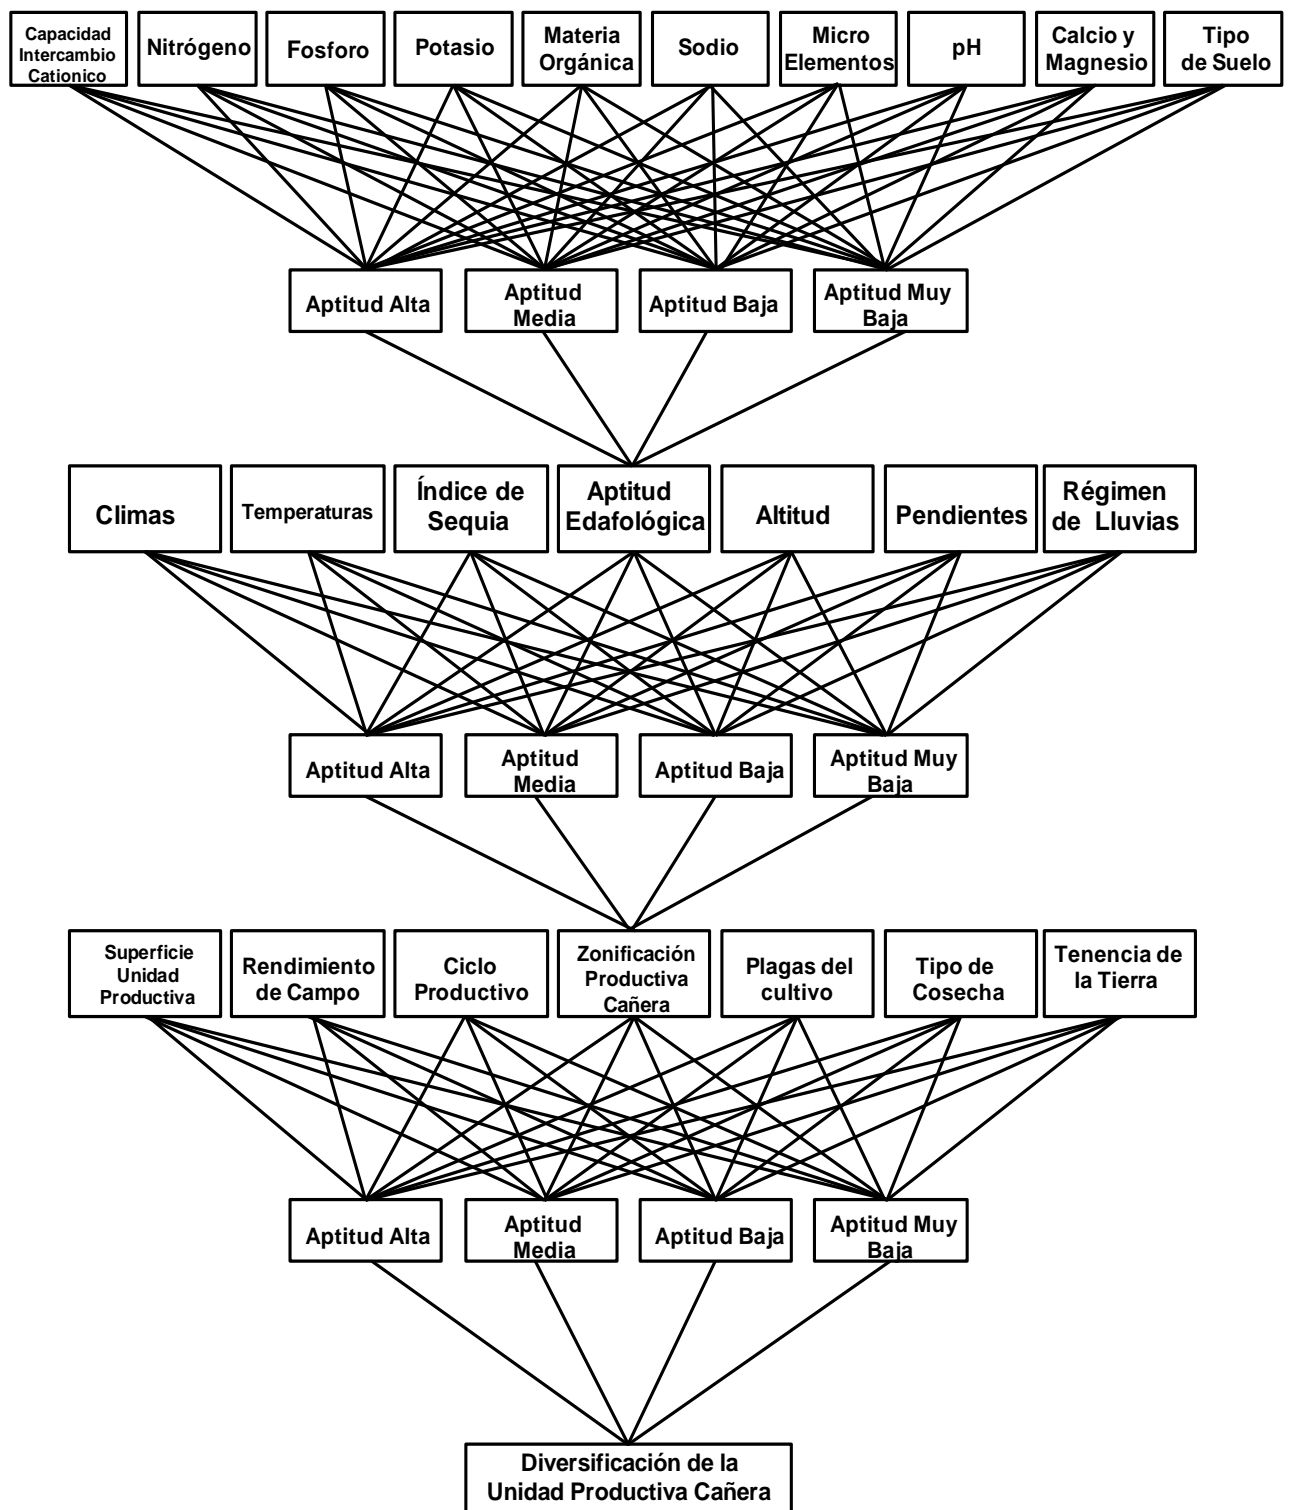 Capacidad
Intercambio
Cationico
Nitrógeno
Fosforo
Potasio
Materia
Orgánica
Sodio
Micro
Elementos
pH
Calcio y
Magnesio
Tipo
de Suelo
Aptitud Alta
Aptitud
Media
Aptitud Baja
Aptitud Muy
Baja
Climas
Temperaturas
Índice de
Sequia
Aptitud
Edafológica
Altitud
Pendientes
Régimen
de Lluvias
Aptitud Alta
Aptitud
Media
Aptitud Baja
Aptitud Muy
Baja
Superficie
Unidad
Productiva
Rendimiento
de Campo
Ciclo
Productivo
Zonificación
Productiva
Cañera
Plagas del
cultivo
Tipo de
Cosecha
Tenencia de
la Tierra
Aptitud Alta
Aptitud
Media
Aptitud Baja
Aptitud Muy
Baja
Diversificación de la
Unidad Productiva Cañera